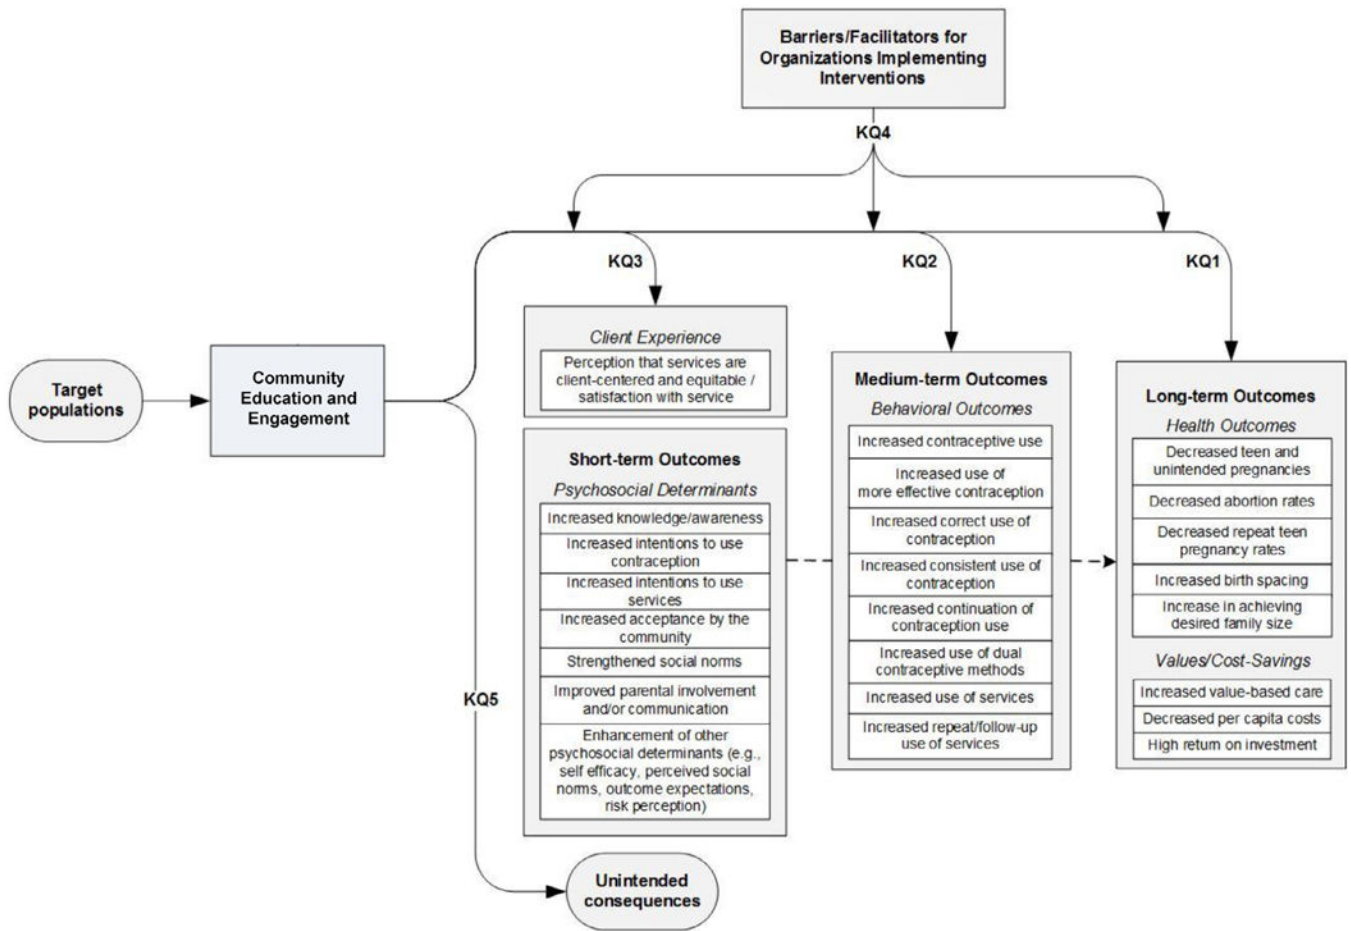 Barriers/Facilitators for
Organizations Implementing
Interventions
KQ4
KQ3
KQ2
KQ1
Target
populations
Community
Education and
Engagement
Client Experience
Perception that services are
client-centered and equitable /
satisfaction with service
Short-term Outcomes
Psychosocial Determinants
Increased knowledge/awareness
Increased intentions to use
contraception
Increased intentions to use
services
Increased acceptance by the
community
Strengthened social norms
Improved parental involvement
and/or communication
Enhancement of other
psychosocial determinants (e.g.,
self efficacy, perceived social
norms, outcome expectations,
risk perception)
Medium-term Outcomes
Behavioral Outcomes
Increased contraceptive use
Increased use of
more effective contraception
Increased correct use of
contraception
Increased consistent use of
contraception
Increased continuation of
contraception use
Increased use of dual
contraceptive methods
Increased use of services
Increased repeat/follow-up
use of services
Long-term Outcomes
Health Outcomes
Decreased teen and
unintended pregnancies
Decreased abortion rates
Decreased repeat teen
pregnancy rates
Increased birth spacing
Increase in achieving
desired family size
Values/Cost-Savings
Increased value-based care
Decreased per capita costs
High return on investment
KQ5
Unintended
consequences